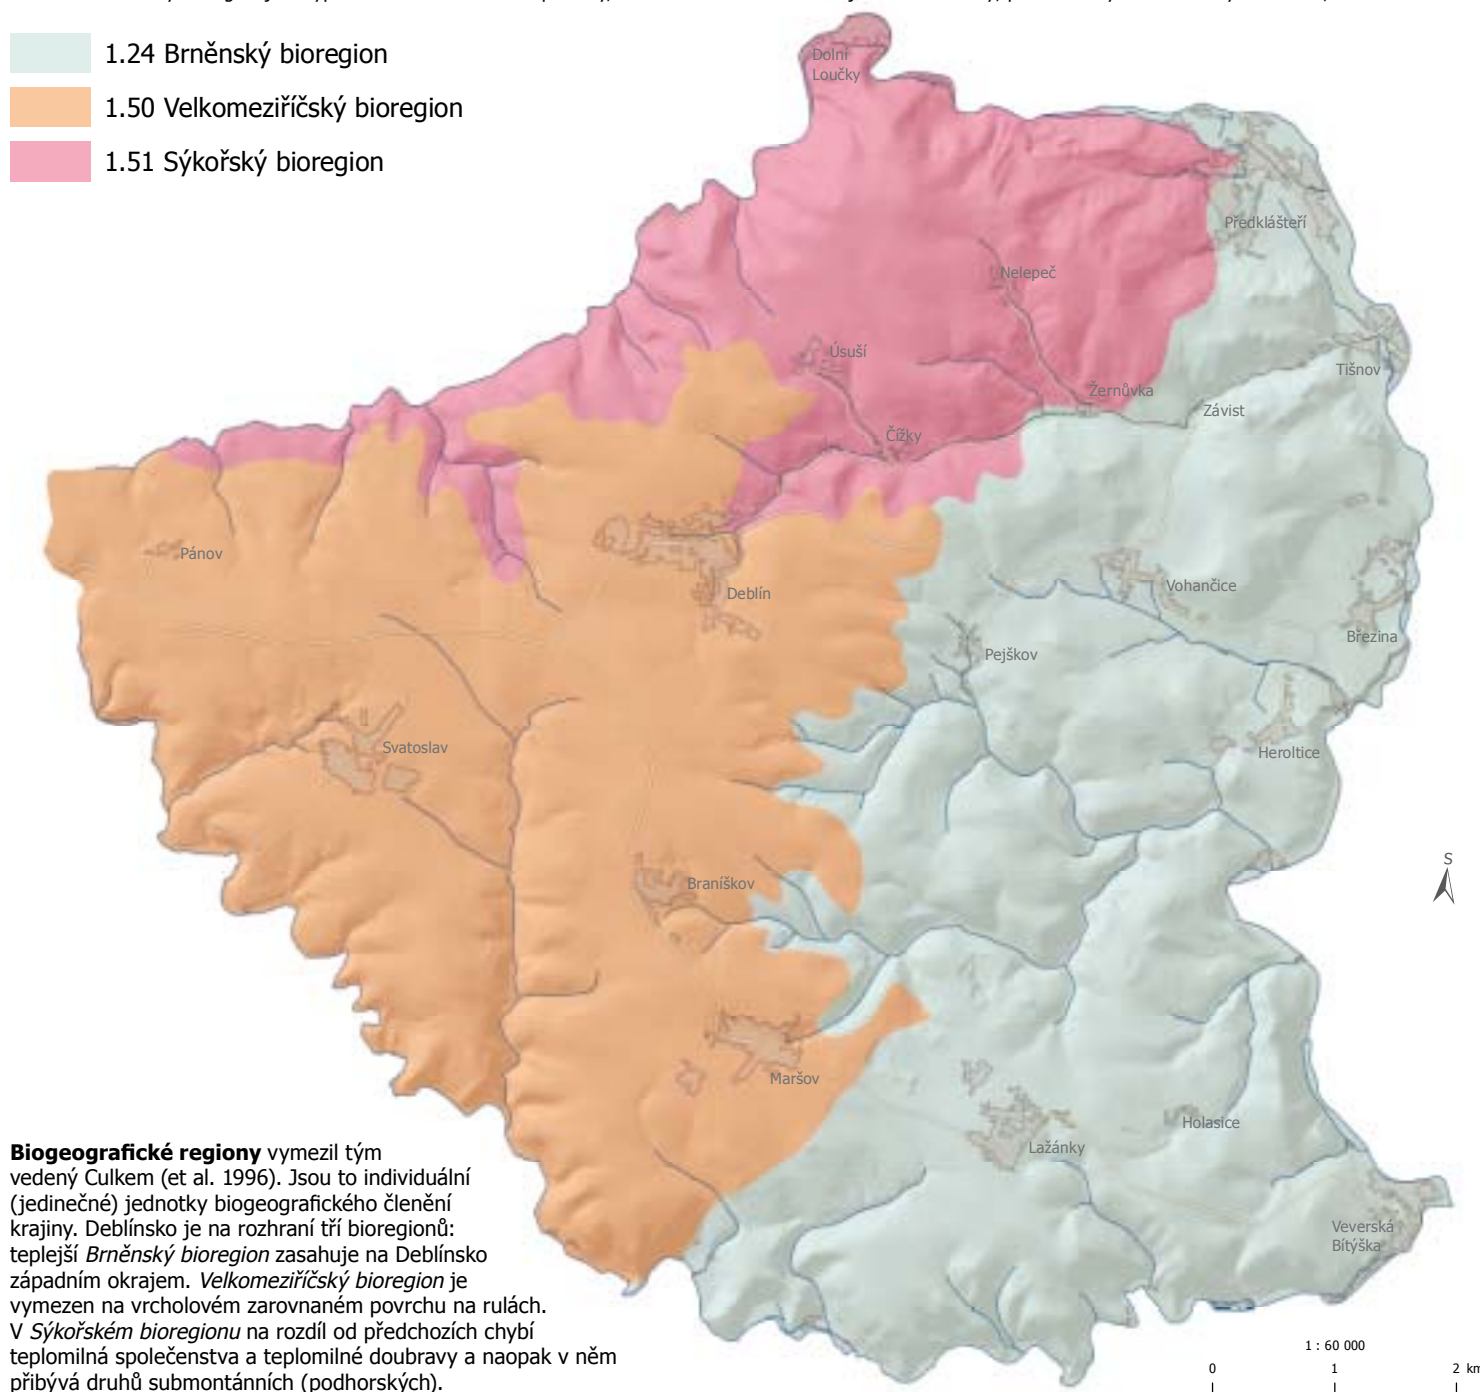 1.24 Brněnský bioregion
1.50 Velkomeziříčský bioregion
1.51 Sýkořský bioregion
Dolní
Loučky
Předklášteří
Nelepeč
Úsuší
Tišnov
Žernůvka
Závist
Čížky
Pánov
Deblín
Vohančice
Březina
Pejškov
Svatoslav
Heroltice
Braníškov
S
Maršov
Holasice
Lažánky
Veverská
Bítýška
Biogeografické regiony vymezil tým
vedený Culkem (et al. 1996). Jsou to individuální
(jedinečné) jednotky biogeografického členění
krajiny. Deblínsko je na rozhraní tří bioregionů:
teplejší Brněnský bioregion zasahuje na Deblínsko
západním okrajem. Velkomeziříčský bioregion je
vymezen na vrcholovém zarovnaném povrchu na rulách.
V Sýkořském bioregionu na rozdíl od předchozích chybí
teplomilná společenstva a teplomilné doubravy a naopak v něm
přibývá druhů submontánních (podhorských).
1 : 60 000
0 1 2 km